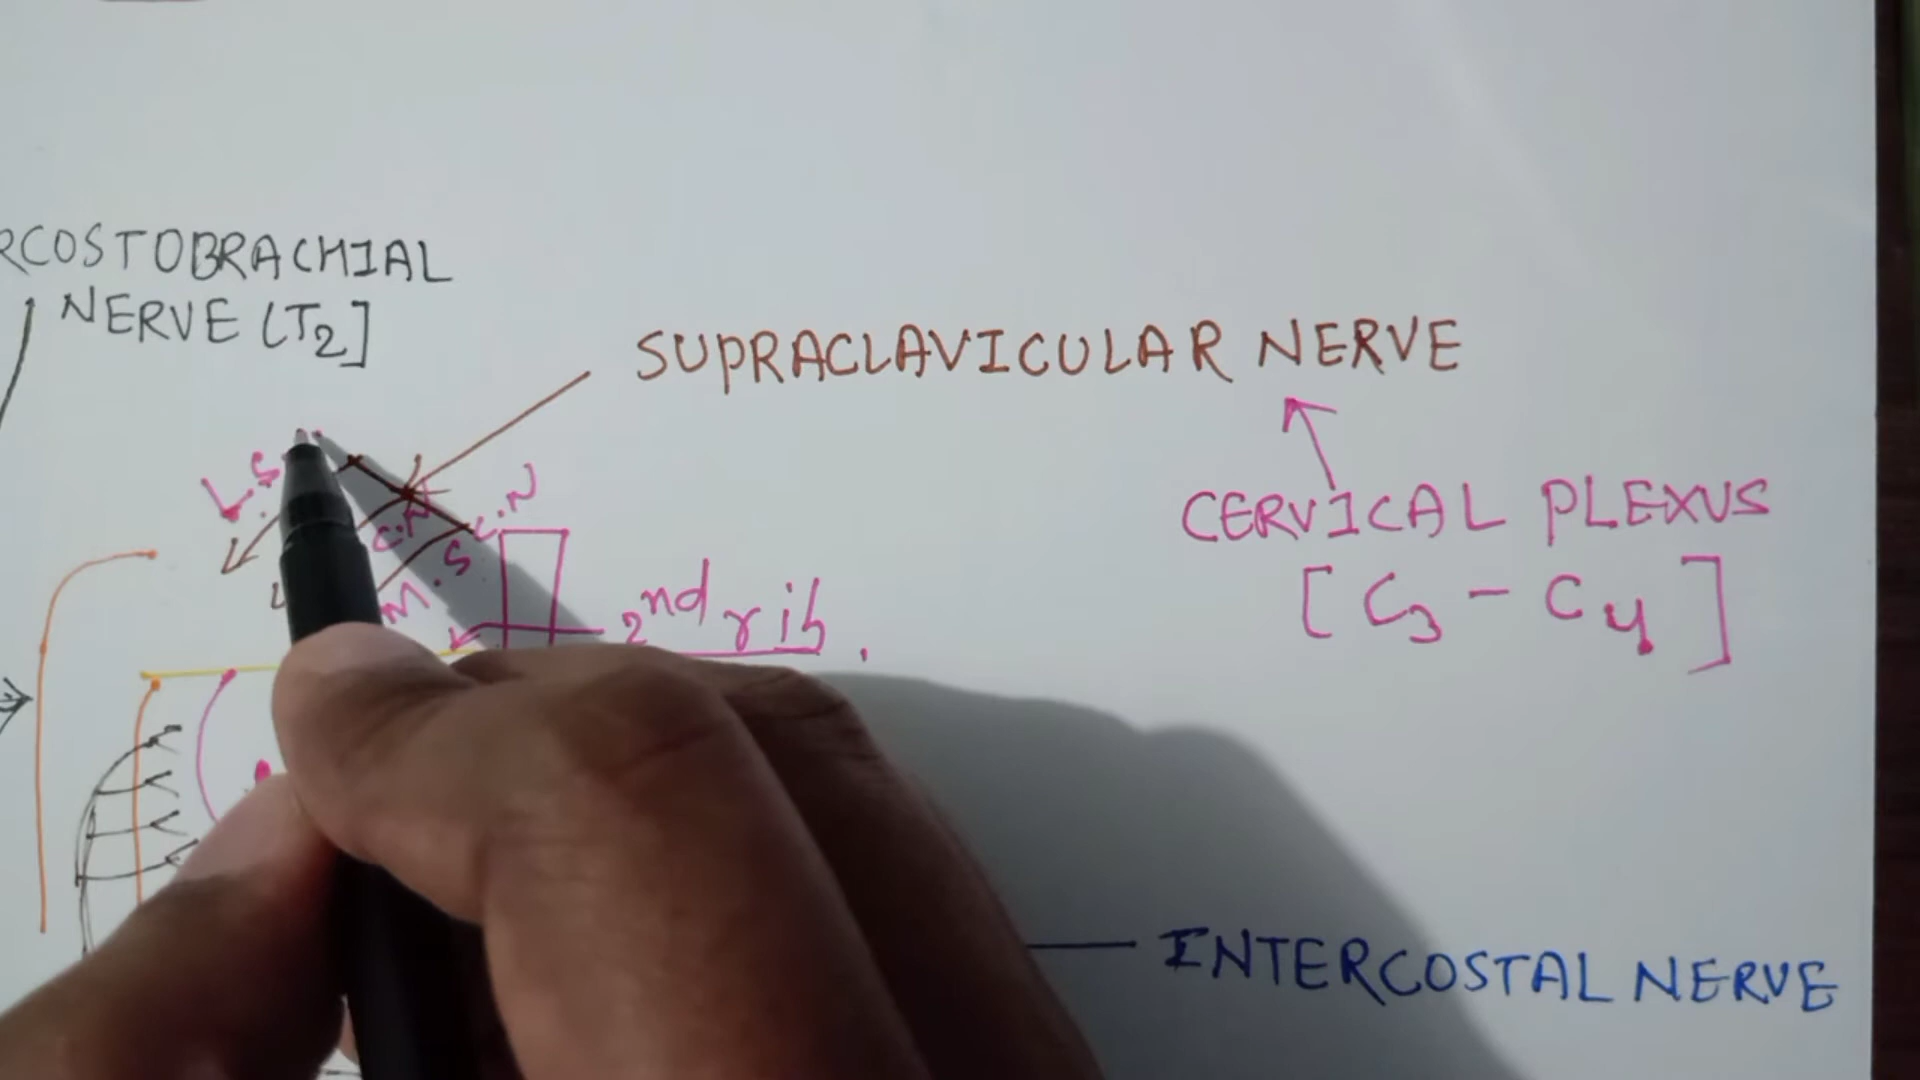 RCOSTOBRACHIAL
NERVE (T2]
SUPRACLAVICULAR NERVE
CERVICAL PLEXUS
[C3 - C4]
L.S
C.N
M.S.C.N
2nd rib.
INTERCOSTAL NERVE